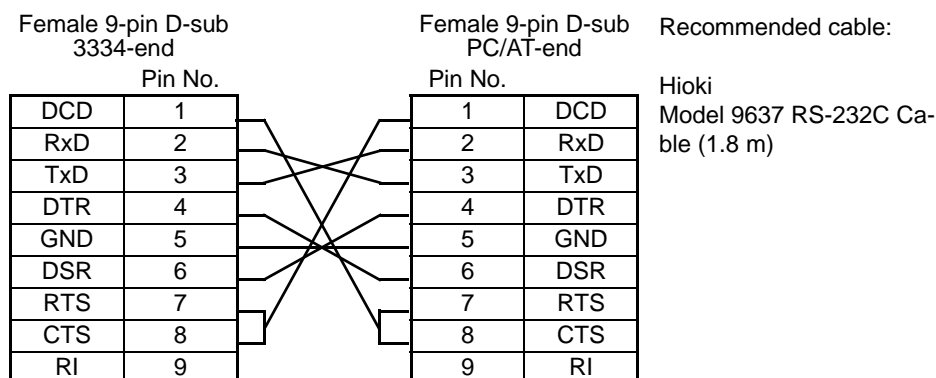 Female 9-pin D-sub
3334-end
Female 9-pin D-sub
PC/AT-end
Recommended cable:
Pin No.
Pin No.
Hioki
Model 9637 RS-232C Ca-
ble (1.8 m)
DCD 1 1 DCD
RxD 2 2 RxD
TxD 3 3 TxD
DTR 4 4 DTR
GND 5 5 GND
DSR 6 6 DSR
RTS 7 7 RTS
CTS 8 8 CTS
RI 9 9 RI